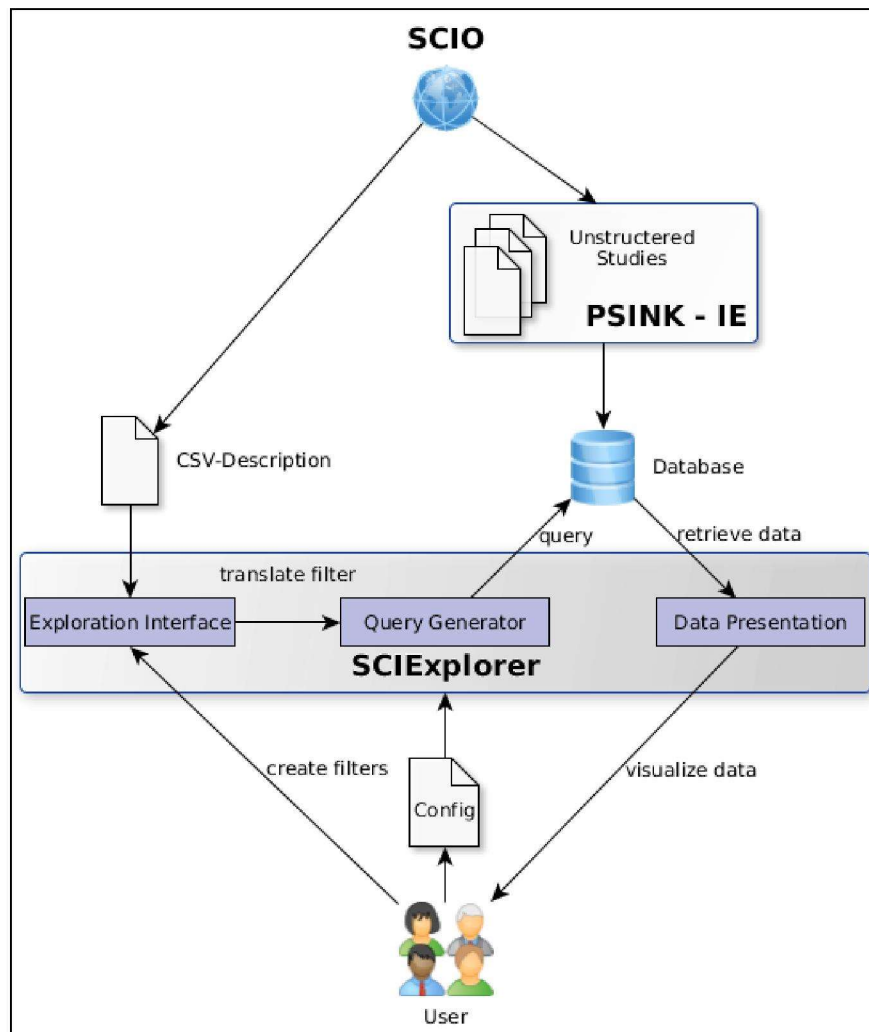 SCIO
Unstructered
Studies
PSINK - IE
CSV-Description
Database
query
retrieve data
translate filter
Exploration Interface
Query Generator
Data Presentation
SCIExplorer
create filters
visualize data
Config
User